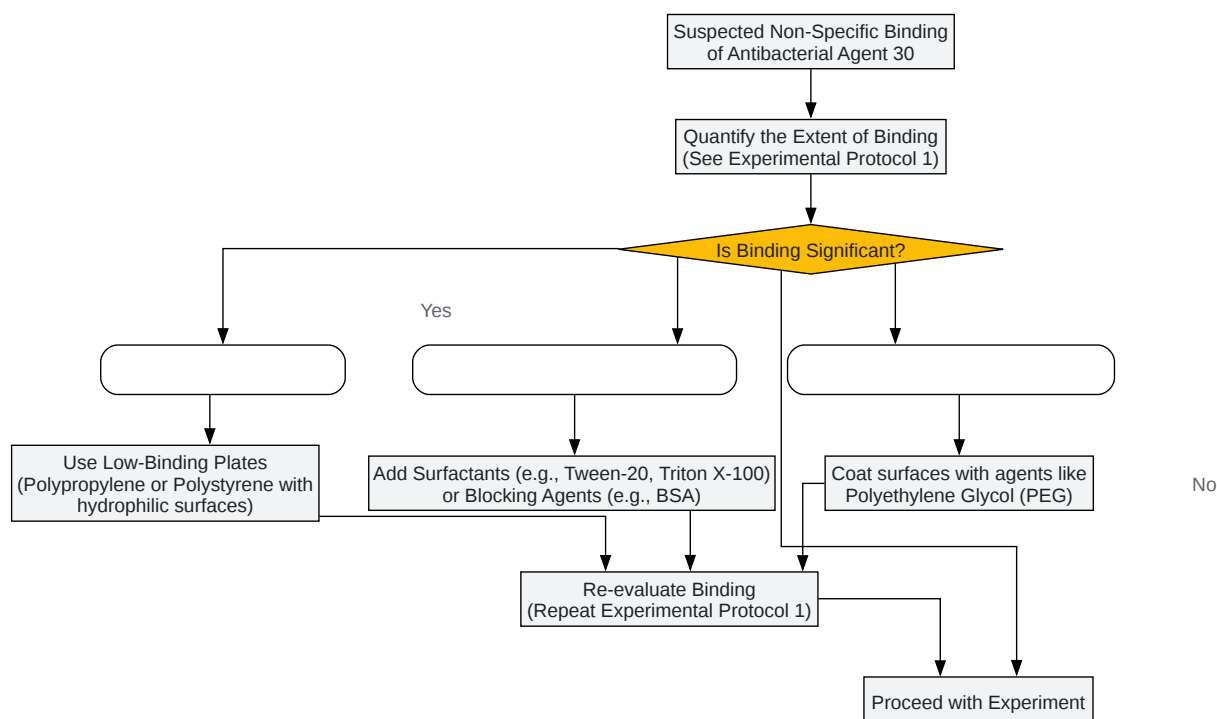 Suspected Non-Specific Binding
of Antibacterial Agent 30
Quantify the Extent of Binding
(See Experimental Protocol 1)
Is Binding Significant?
Yes
Use Low-Binding Plates
(Polypropylene or Polystyrene with
hydrophilic surfaces)
Add Surfactants (e.g., Tween-20, Triton X-100)
or Blocking Agents (e.g., BSA)
Coat surfaces with agents like
Polyethylene Glycol (PEG)
No
Re-evaluate Binding
(Repeat Experimental Protocol 1)
Proceed with Experiment